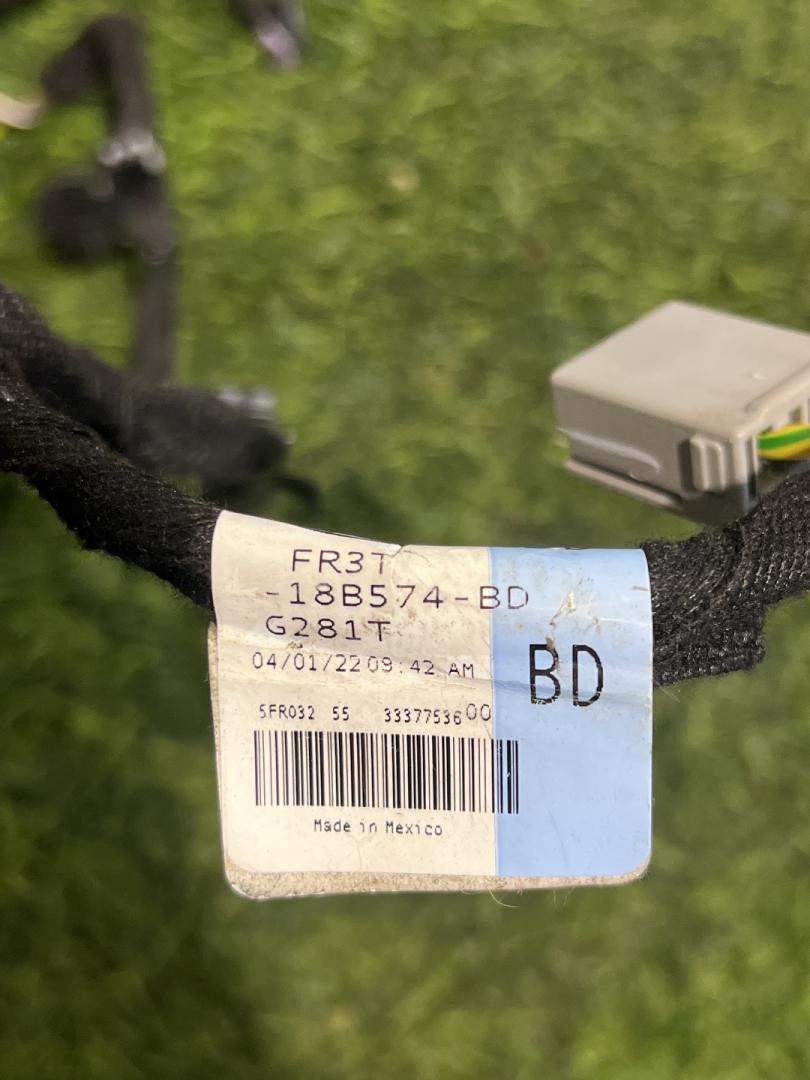 FR3T
-18B574-BD
G281T
04/01/22 09:42 AM
BD
5FR032 55 3337753600
Made in Mexico